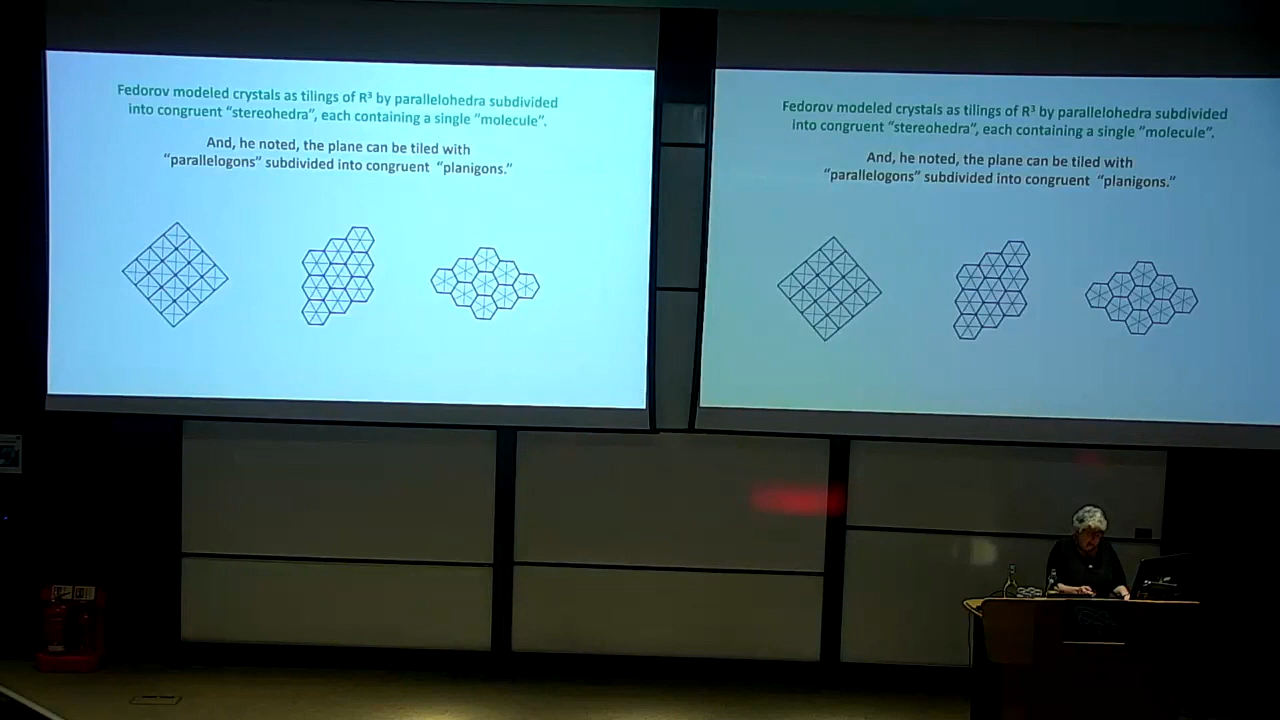 Fedorov modeled crystals as tilings of R³ by parallelohedra subdivided
into congruent “stereohedra”, each containing a single “molecule”.
And, he noted, the plane can be tiled with
“parallelogons” subdivided into congruent “planigons.”
Fedorov modeled crystals as tilings of R³ by parallelohedra subdivided
into congruent “stereohedra”, each containing a single “molecule”.
And, he noted, the plane can be tiled with
“parallelogons” subdivided into congruent “planigons.”